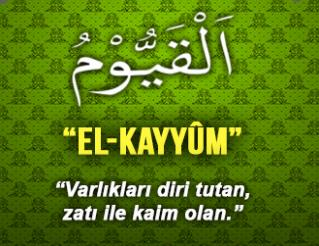 اَلْقَيُّومُ
“EL-KAYYÛM”
“Varlıkları diri tutan,
zatı ile kaim olan.”